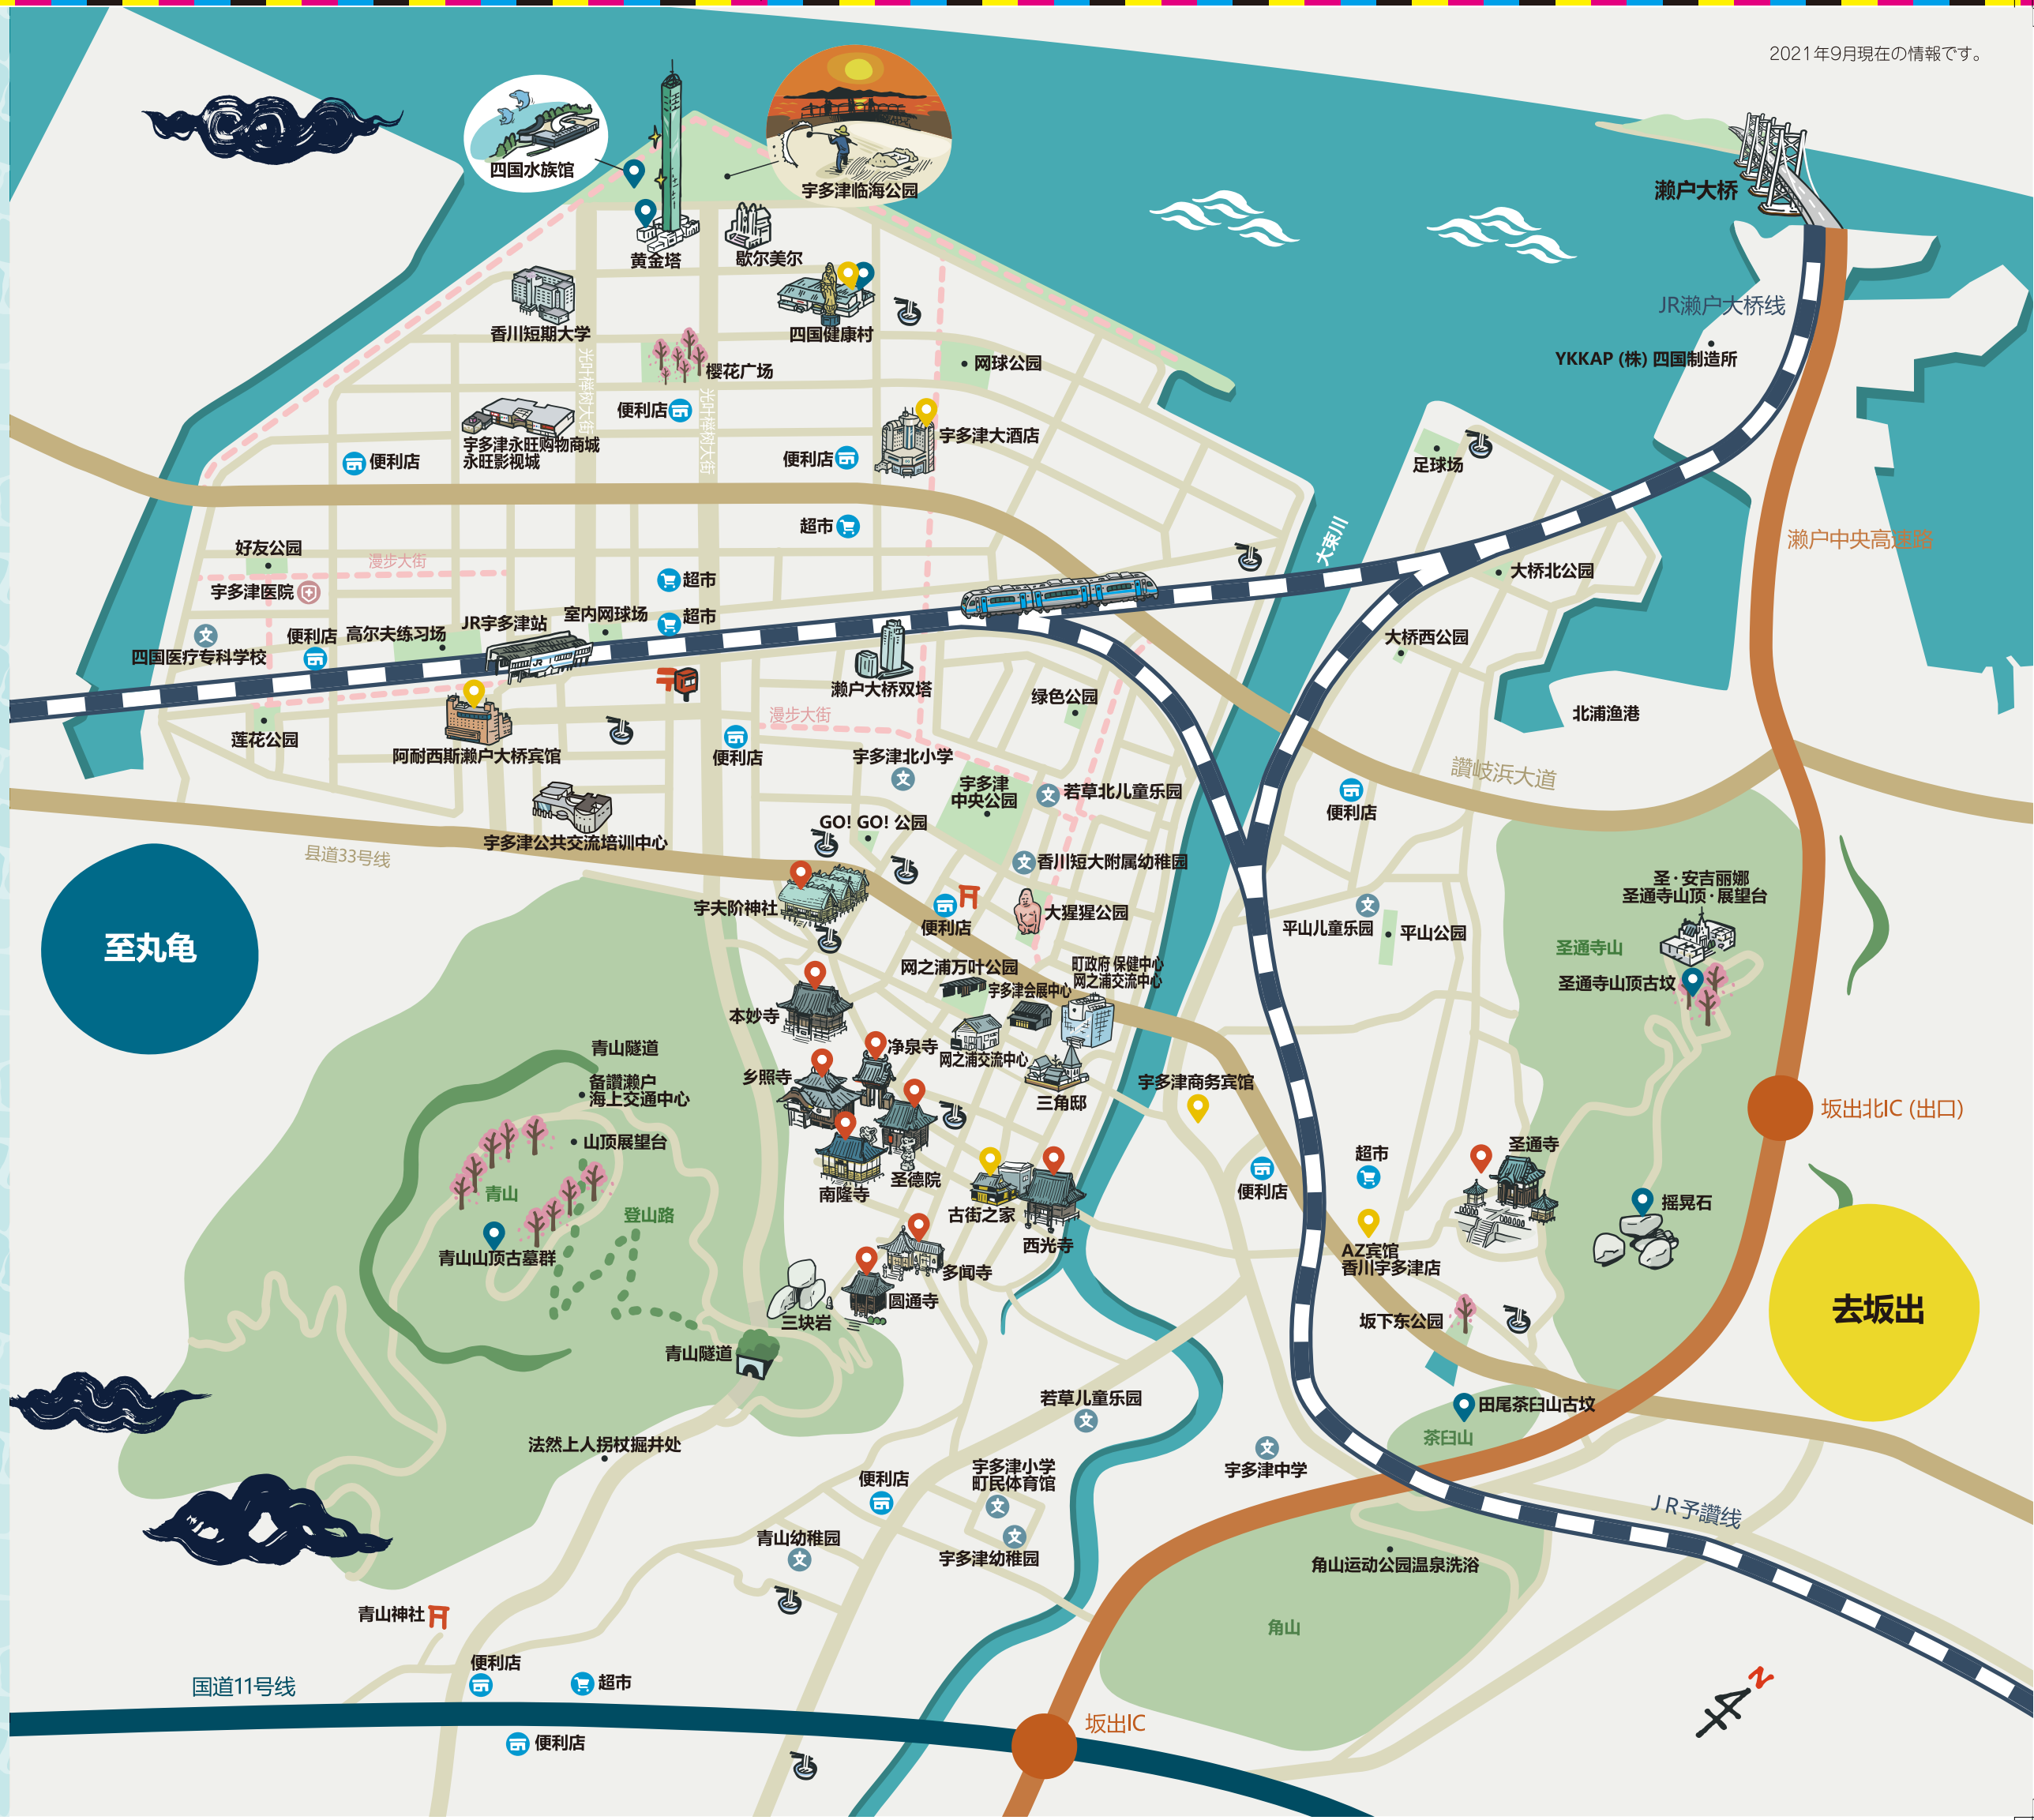 2021年9月現在の情報です。
四国水族馆
宇多津临海公园
濑户大桥
黄金塔
歇尔美尔
JR濑户大桥线
香川短期大学
四国健康村
YKKAP (株) 四国制造所
光叶榉树大街
光叶榉树大街
樱花广场
网球公园
便利店
宇多津永旺购物商城
永旺影视城
便利店
便利店
宇多津大酒店
足球场
超市
大束川
濑户中央高速路
好友公园
漫步大街
宇多津医院
超市
大桥北公园
四国医疗专科学校
便利店
高尔夫练习场
JR宇多津站
JR
室内网球场
超市
大桥西公园
濑户大桥双塔
绿色公园
北浦渔港
莲花公园
阿耐西斯濑户大桥宾馆
漫步大街
便利店
宇多津北小学
讃岐浜大道
宇多津
中央公园
若草北儿童乐园
便利店
宇多津公共交流培训中心
GO! GO! 公园
县道33号线
香川短大附属幼稚园
圣·安吉丽娜
圣通寺山顶·展望台
宇夫阶神社
便利店
大猩猩公园
平山儿童乐园
平山公园
圣通寺山
至丸龟
网之浦万叶公园
町政府 保健中心
网之浦交流中心
宇多津会展中心
圣通寺山顶古坟
本妙寺
净泉寺
网之浦交流中心
青山隧道
乡照寺
备讚濑户
海上交通中心
三角邸
宇多津商务宾馆
坂出北IC (出口)
山顶展望台
圣通寺
超市
便利店
青山
南隆寺
圣德院
古街之家
摇晃石
登山路
西光寺
青山山顶古墓群
AZ宾馆
香川宇多津店
多闻寺
圆通寺
三块岩
去坂出
坂下东公园
青山隧道
若草儿童乐园
田尾茶臼山古坟
茶臼山
法然上人拐杖掘井处
宇多津中学
便利店
宇多津小学
町民体育馆
JR予讚线
青山幼稚园
宇多津幼稚园
角山运动公园温泉洗浴
青山神社
角山
便利店
超市
国道11号线
便利店
坂出IC
N
文
文
文
文
文
文
文
文
文
文